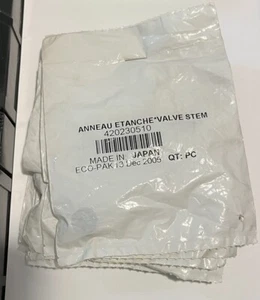 ANNEAU ETANCHE*VALVE STEM
420230510
MADE IN: JAPAN
ECO-PAK 13 Dec 2005 QT: PC